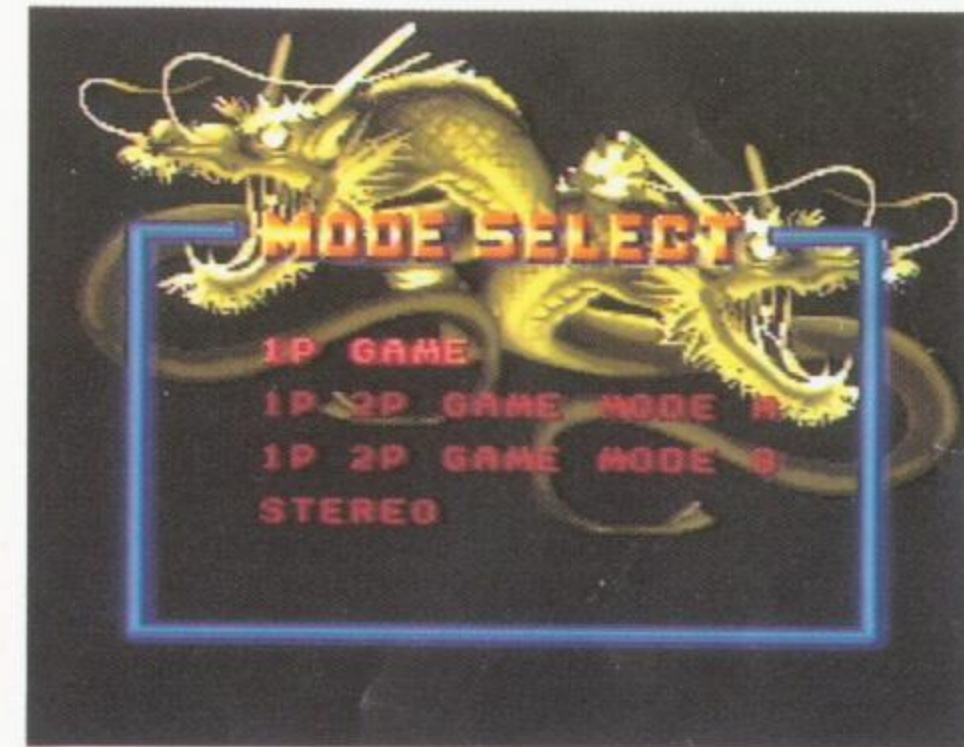 MODE SELECT
1P GAME
1P 2P GAME MODE A
1P 2P GAME MODE B
STEREO